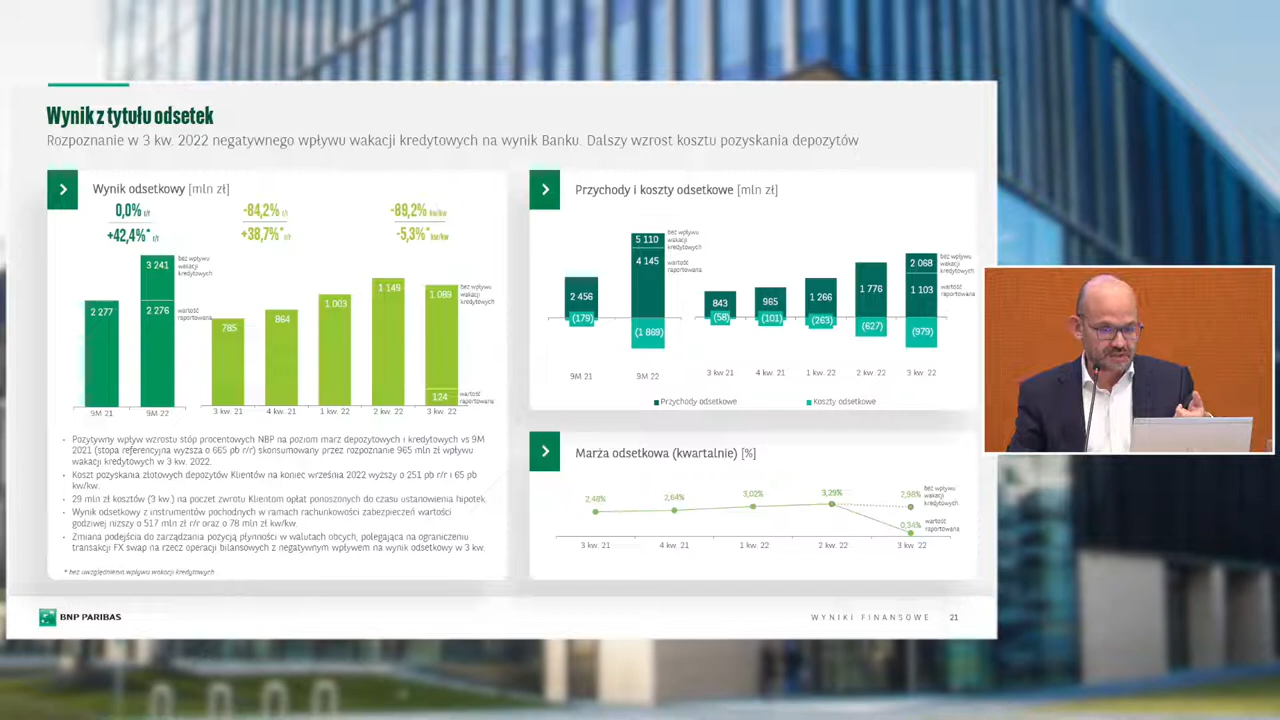 Wynik z tytułu odsetek
Rozpoznanie w 3 kw. 2022 negatywnego wpływu wakacji kredytowych na wynik Banku. Dalszy wzrost kosztu pozyskania depozytów
Wynik odsetkowy [mln zł]
0,0% r/r
-84,2% r/r
-89,2% kw/kw
+42,4%* r/r
+38,7%* r/r
-5,3%* kw/kw
3 241
bez wpływu
wakacji
kredytowych
2 277
2 276
wartość
raportowana
785
864
1 003
1 149
1 089
bez wpływu
wakacji
kredytowych
124
wartość
raportowana
9M 21
9M 22
3 kw. 21
4 kw. 21
1 kw. 22
2 kw. 22
3 kw. 22
• Pozytywny wpływ wzrostu stóp procentowych NBP na poziom marż depozytowych i kredytowych vs 9M
2021 (stopa referencyjna wyższa o 665 pb r/r) skonsumowany przez rozpoznanie 965 mln zł wpływu
wakacji kredytowych w 3 kw. 2022.
• Koszt pozyskania złotowych depozytów Klientów na koniec września 2022 wyższy o 251 pb r/r i 65 pb
kw/kw.
• 29 mln zł kosztów (3 kw.) na poczet zwrotu Klientom opłat ponoszonych do czasu ustanowienia hipotek.
• Wynik odsetkowy z instrumentów pochodnych w ramach rachunkowości zabezpieczeń wartości
godziwej niższy o 517 mln zł r/r oraz o 78 mln zł kw/kw.
• Zmiana podejścia do zarządzania płynnością w walutach obcych, polegająca na ograniczeniu
transakcji FX swap na rzecz operacji bilansowych z negatywnym wpływem na wynik odsetkowy w 3 kw.
* bez uwzględnienia wpływu wakacji kredytowych
Przychody i koszty odsetkowe [mln zł]
5 110
bez wpływu
wakacji
kredytowych
4 145
wartość
raportowana
2 456
(179)
(1 869)
843
(58)
965
(101)
1 266
(263)
1 776
(627)
2 068
bez wpływu
wakacji
kredytowych
1 103
wartość
raportowana
(979)
9M 21
9M 22
3 kw. 21
4 kw. 21
1 kw. 22
2 kw. 22
3 kw. 22
Przychody odsetkowe
Koszty odsetkowe
Marża odsetkowa (kwartalnie) [%]
2,48%
2,64%
3,02%
3,29%
2,98%
bez wpływu
wakacji
kredytowych
0,34%
wartość
raportowana
3 kw. 21
4 kw. 21
1 kw. 22
2 kw. 22
3 kw. 22
BNP PARIBAS
WYNIKI FINANSOWE 21